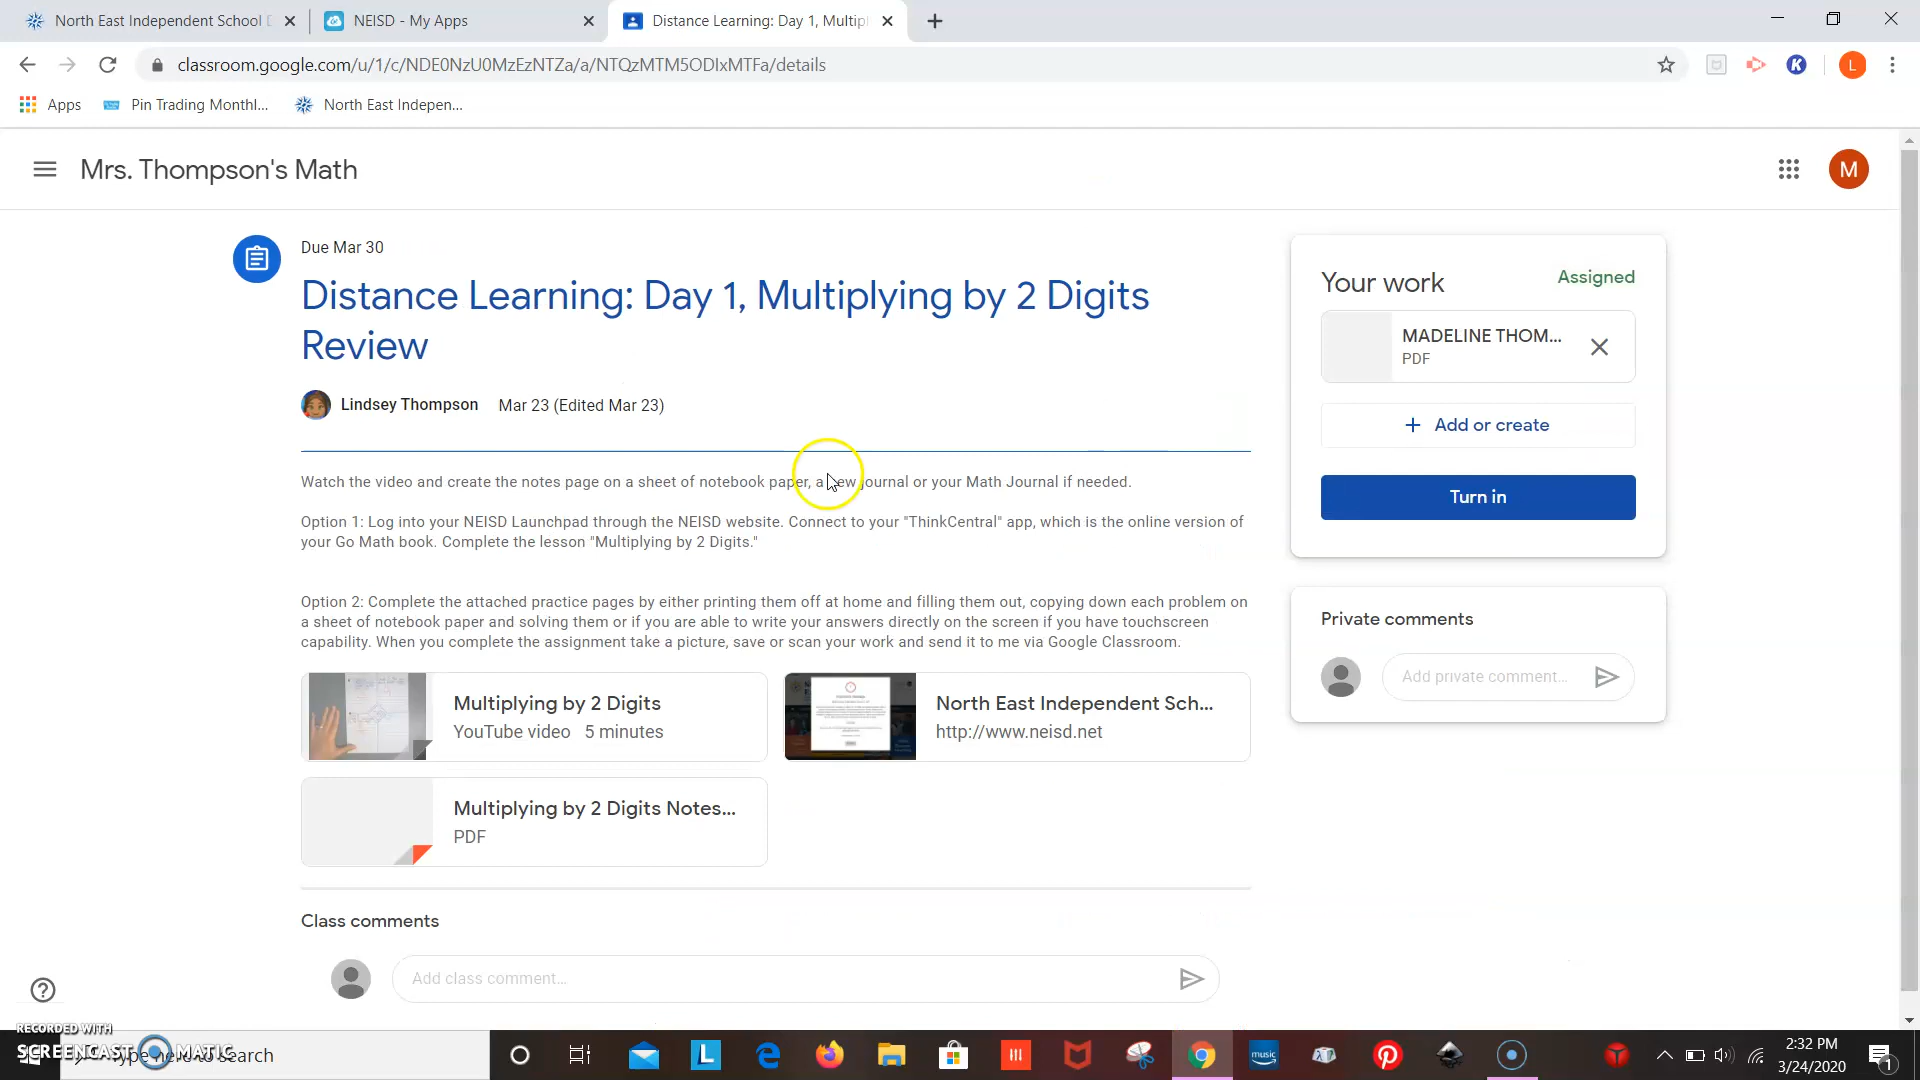 North East Independent School D
NEISD - My Apps
Distance Learning: Day 1, Multipl
classroom.google.com/u/1/c/NDE0NzU0MzEzNTZa/a/NTQzMTM5ODIxMTFa/details
L
Apps
Pin Trading Monthl...
North East Indepen...
Mrs. Thompson's Math
M
Due Mar 30
Distance Learning: Day 1, Multiplying by 2 Digits
Review
Lindsey Thompson Mar 23 (Edited Mar 23)
Watch the video and create the notes page on a sheet of notebook paper, a new journal or your Math Journal if needed.
Option 1: Log into your NEISD Launchpad through the NEISD website. Connect to your "ThinkCentral" app, which is the online version of
your Go Math book. Complete the lesson "Multiplying by 2 Digits."
Option 2: Complete the attached practice pages by either printing them off at home and filling them out, copying down each problem on
a sheet of notebook paper and solving them or if you are able to write your answers directly on the screen if you have touchscreen
capability. When you complete the assignment take a picture, save or scan your work and send it to me via Google Classroom.
Multiplying by 2 Digits
YouTube video 5 minutes
North East Independent Sch...
http://www.neisd.net
Multiplying by 2 Digits Notes...
PDF
Class comments
Add class comment...
Your work
Assigned
MADELINE THOM...
PDF
+ Add or create
Turn in
Private comments
Add private comment...
RECORDED WITH
SCREENCAST MATIC
Type here to search
L
music
2:32 PM
3/24/2020
1